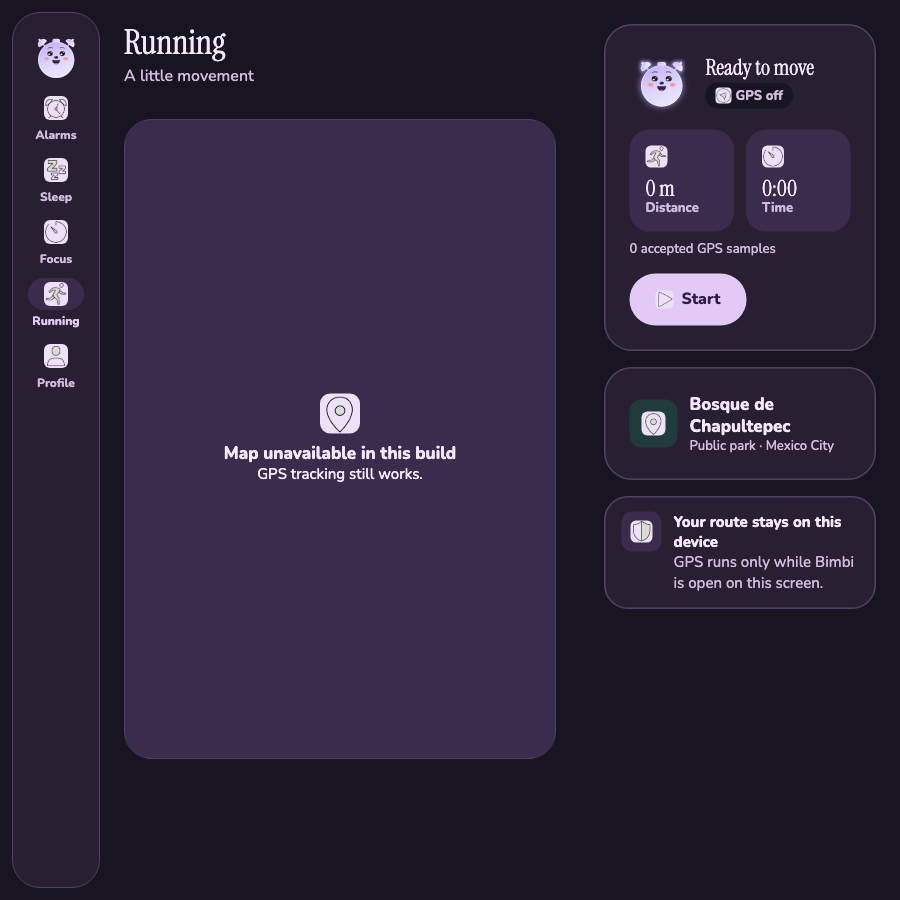 Alarms
Sleep
Focus
Running
Profile
Running
A little movement
Map unavailable in this build
GPS tracking still works.
Ready to move
GPS off
0 m
Distance
0:00
Time
0 accepted GPS samples
Start
Bosque de
Chapultepec
Public park · Mexico City
Your route stays on this
device
GPS runs only while Bimbi
is open on this screen.